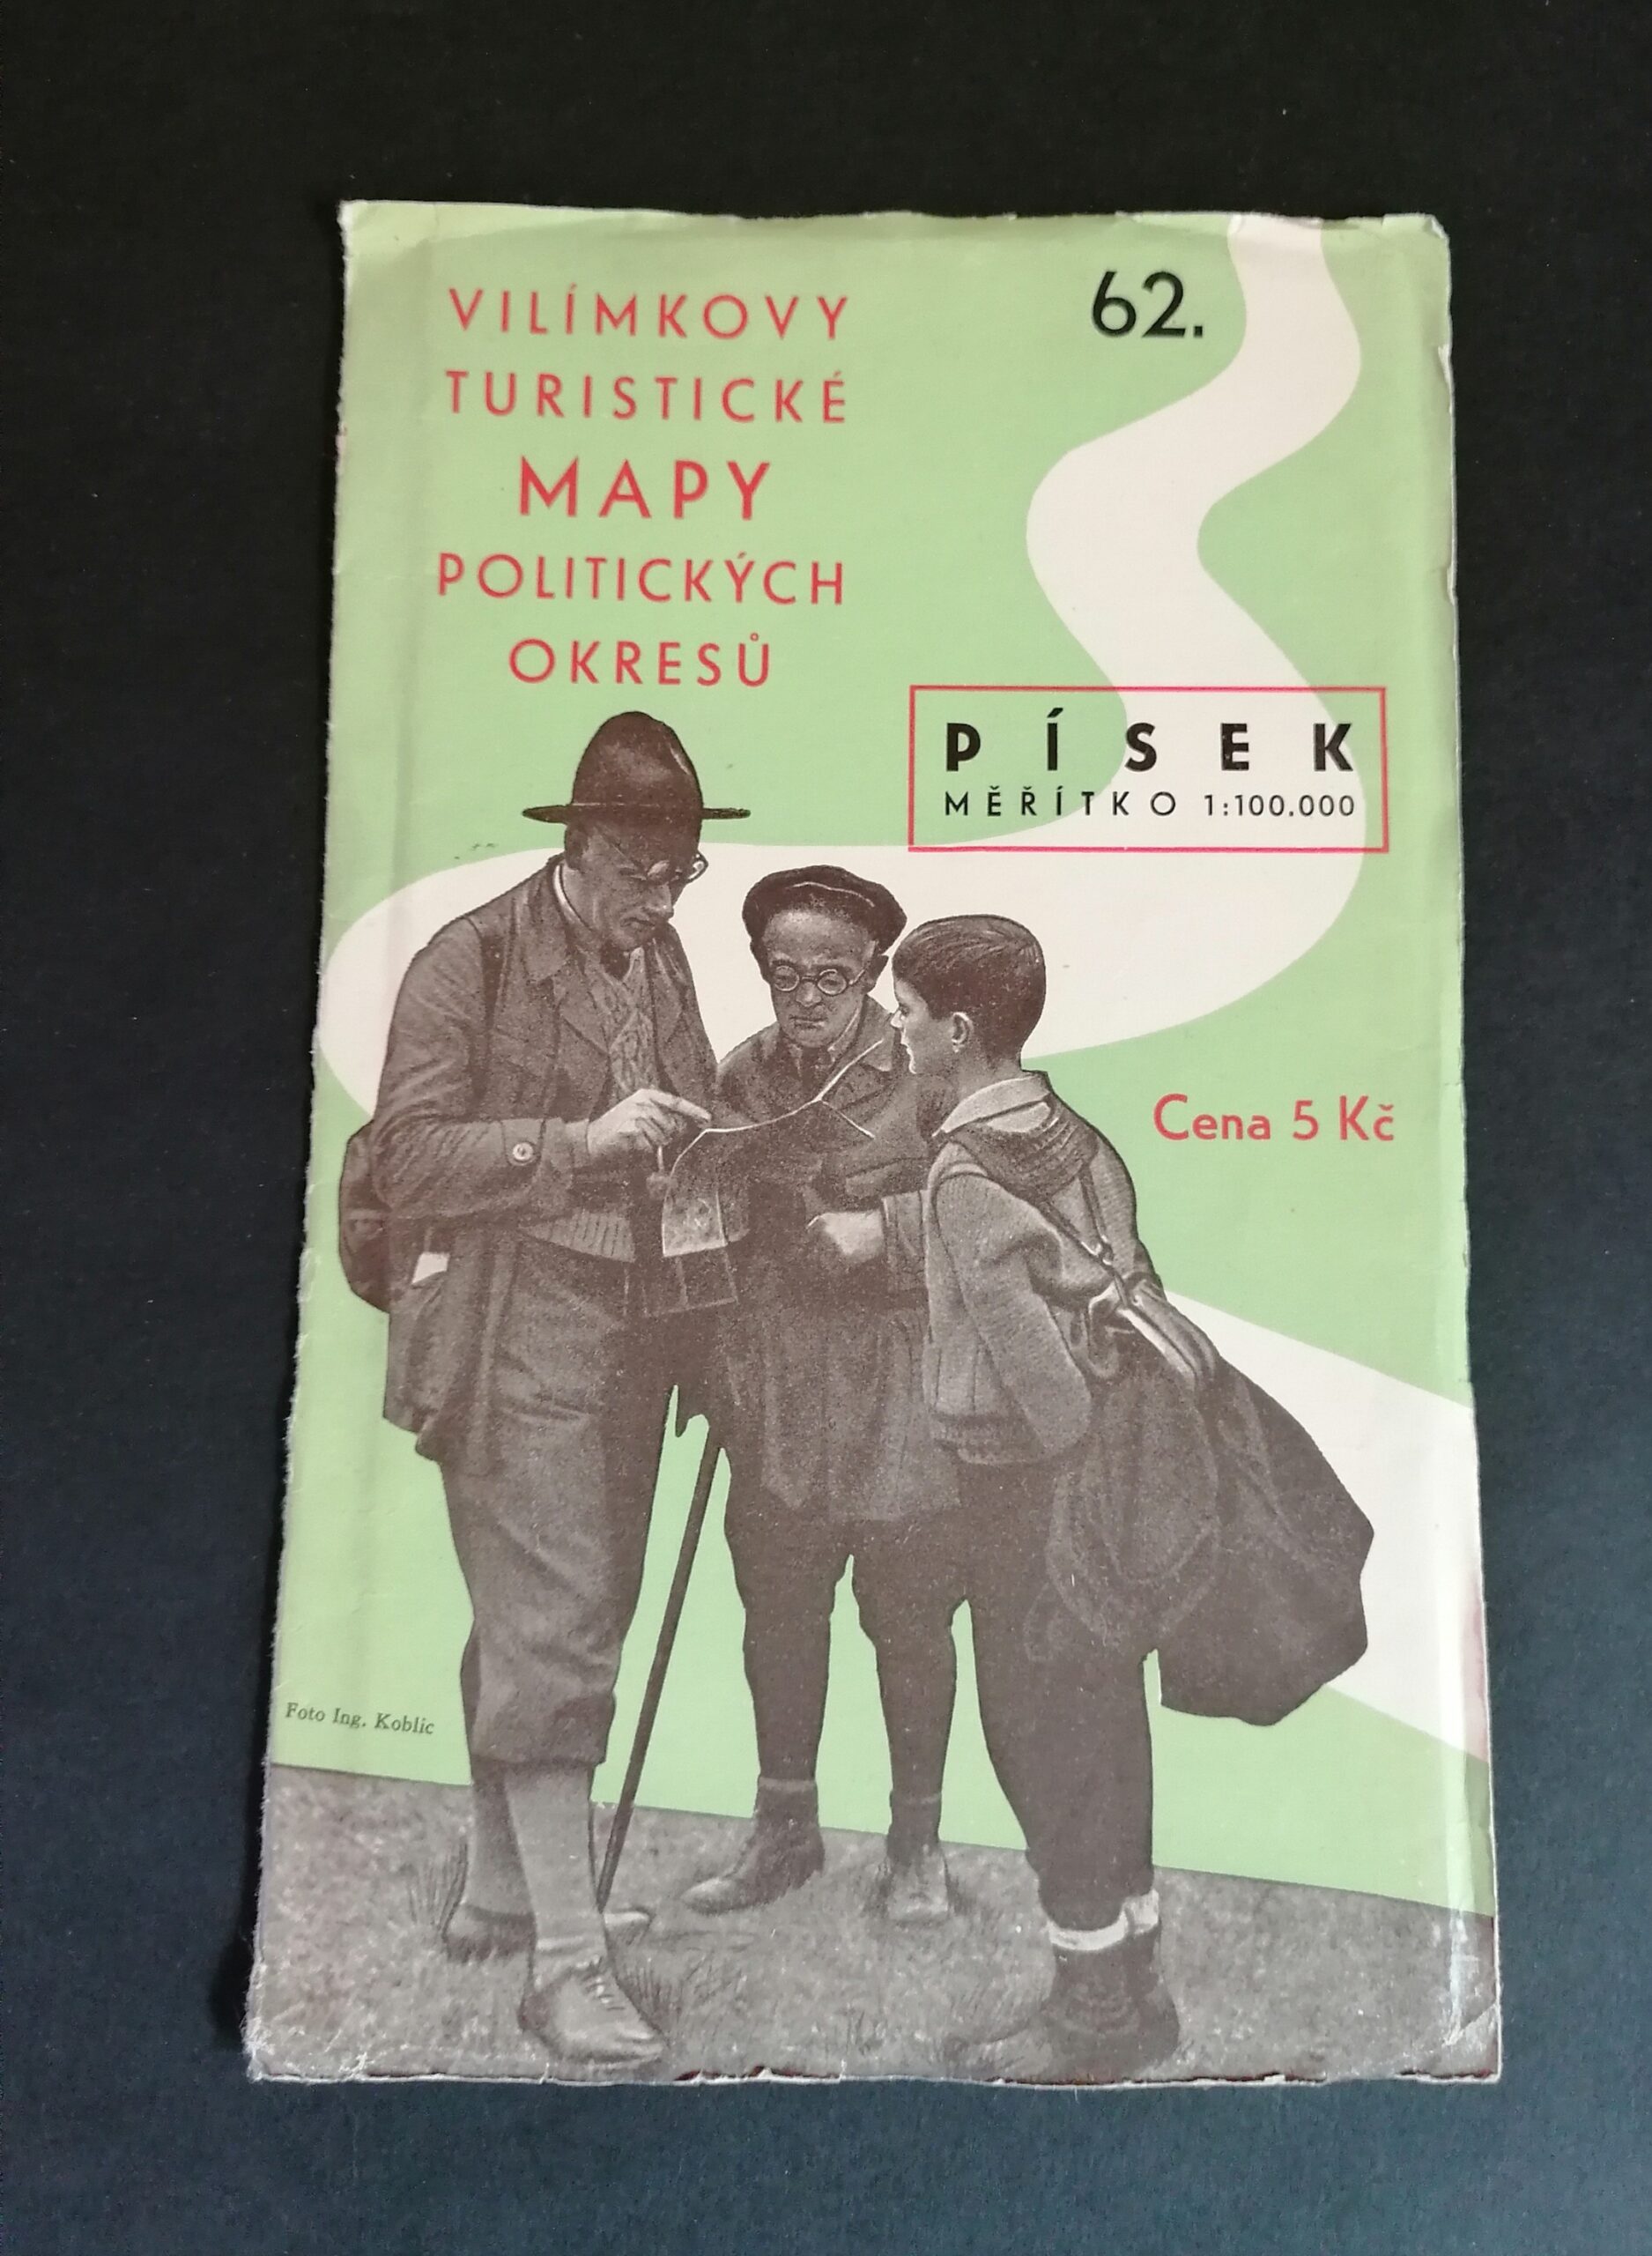 VILÍMKOVY
TURISTICKÉ
MAPY
POLITICKÝCH
OKRESŮ
62.
PÍSEK
MĚŘÍTKO 1:100.000
Cena 5 Kč
Foto Ing. Koblic